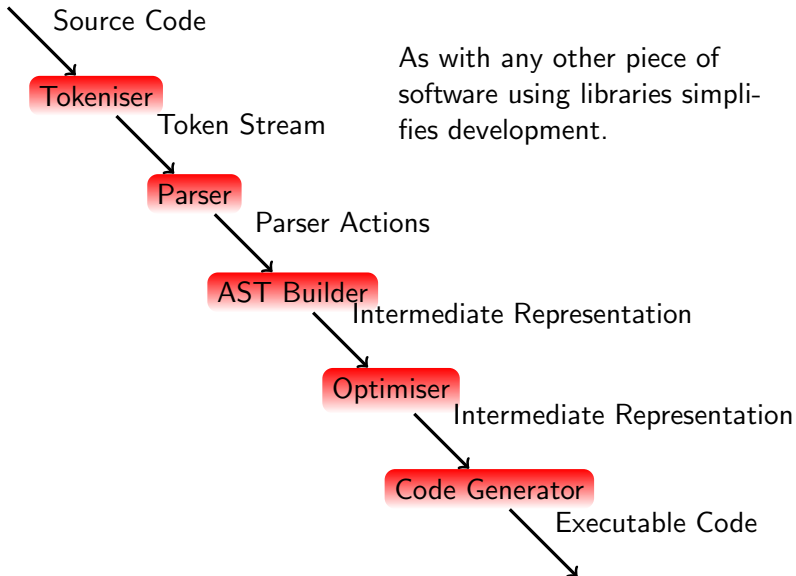 Source Code
As with any other piece of
software using libraries simpli-
fies development.
Tokeniser
Token Stream
Parser
Parser Actions
AST Builder
Intermediate Representation
Optimiser
Intermediate Representation
Code Generator
Executable Code